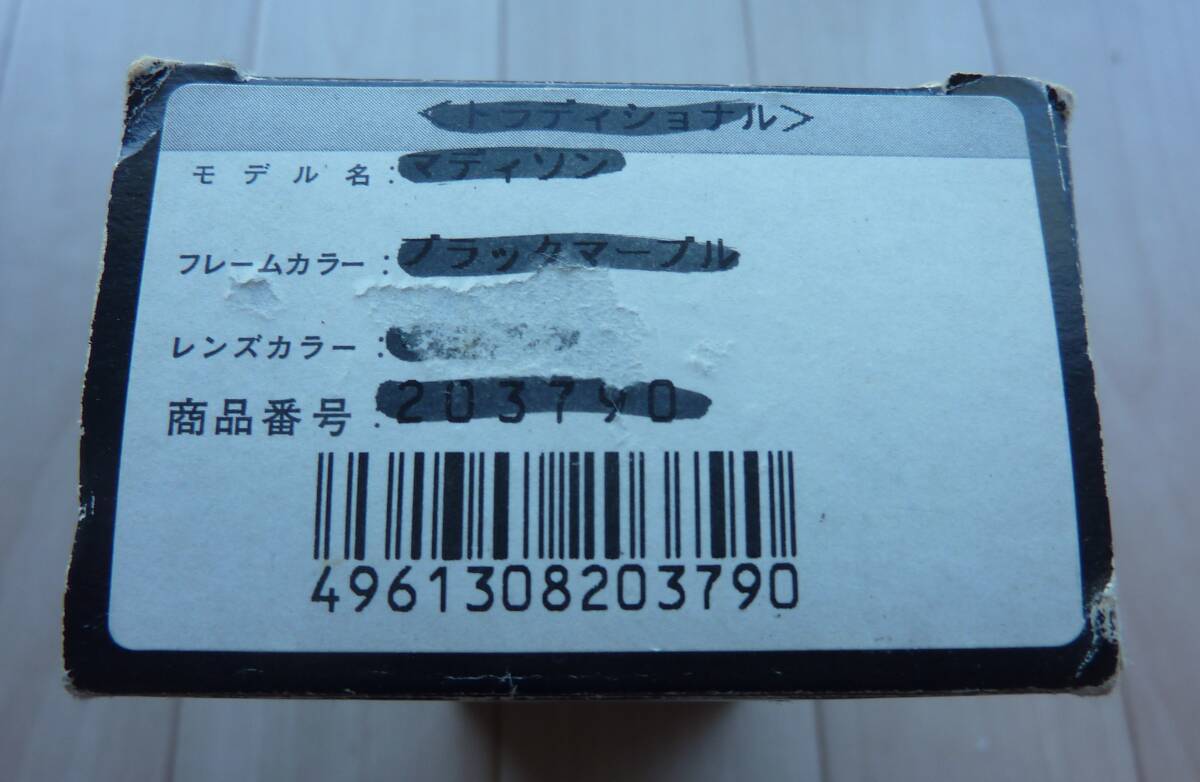 <トラディショナル>
モデル名:マディソン
フレームカラー:ブラックマーブル
レンズカラー:
商品番号:203790
4961308203790